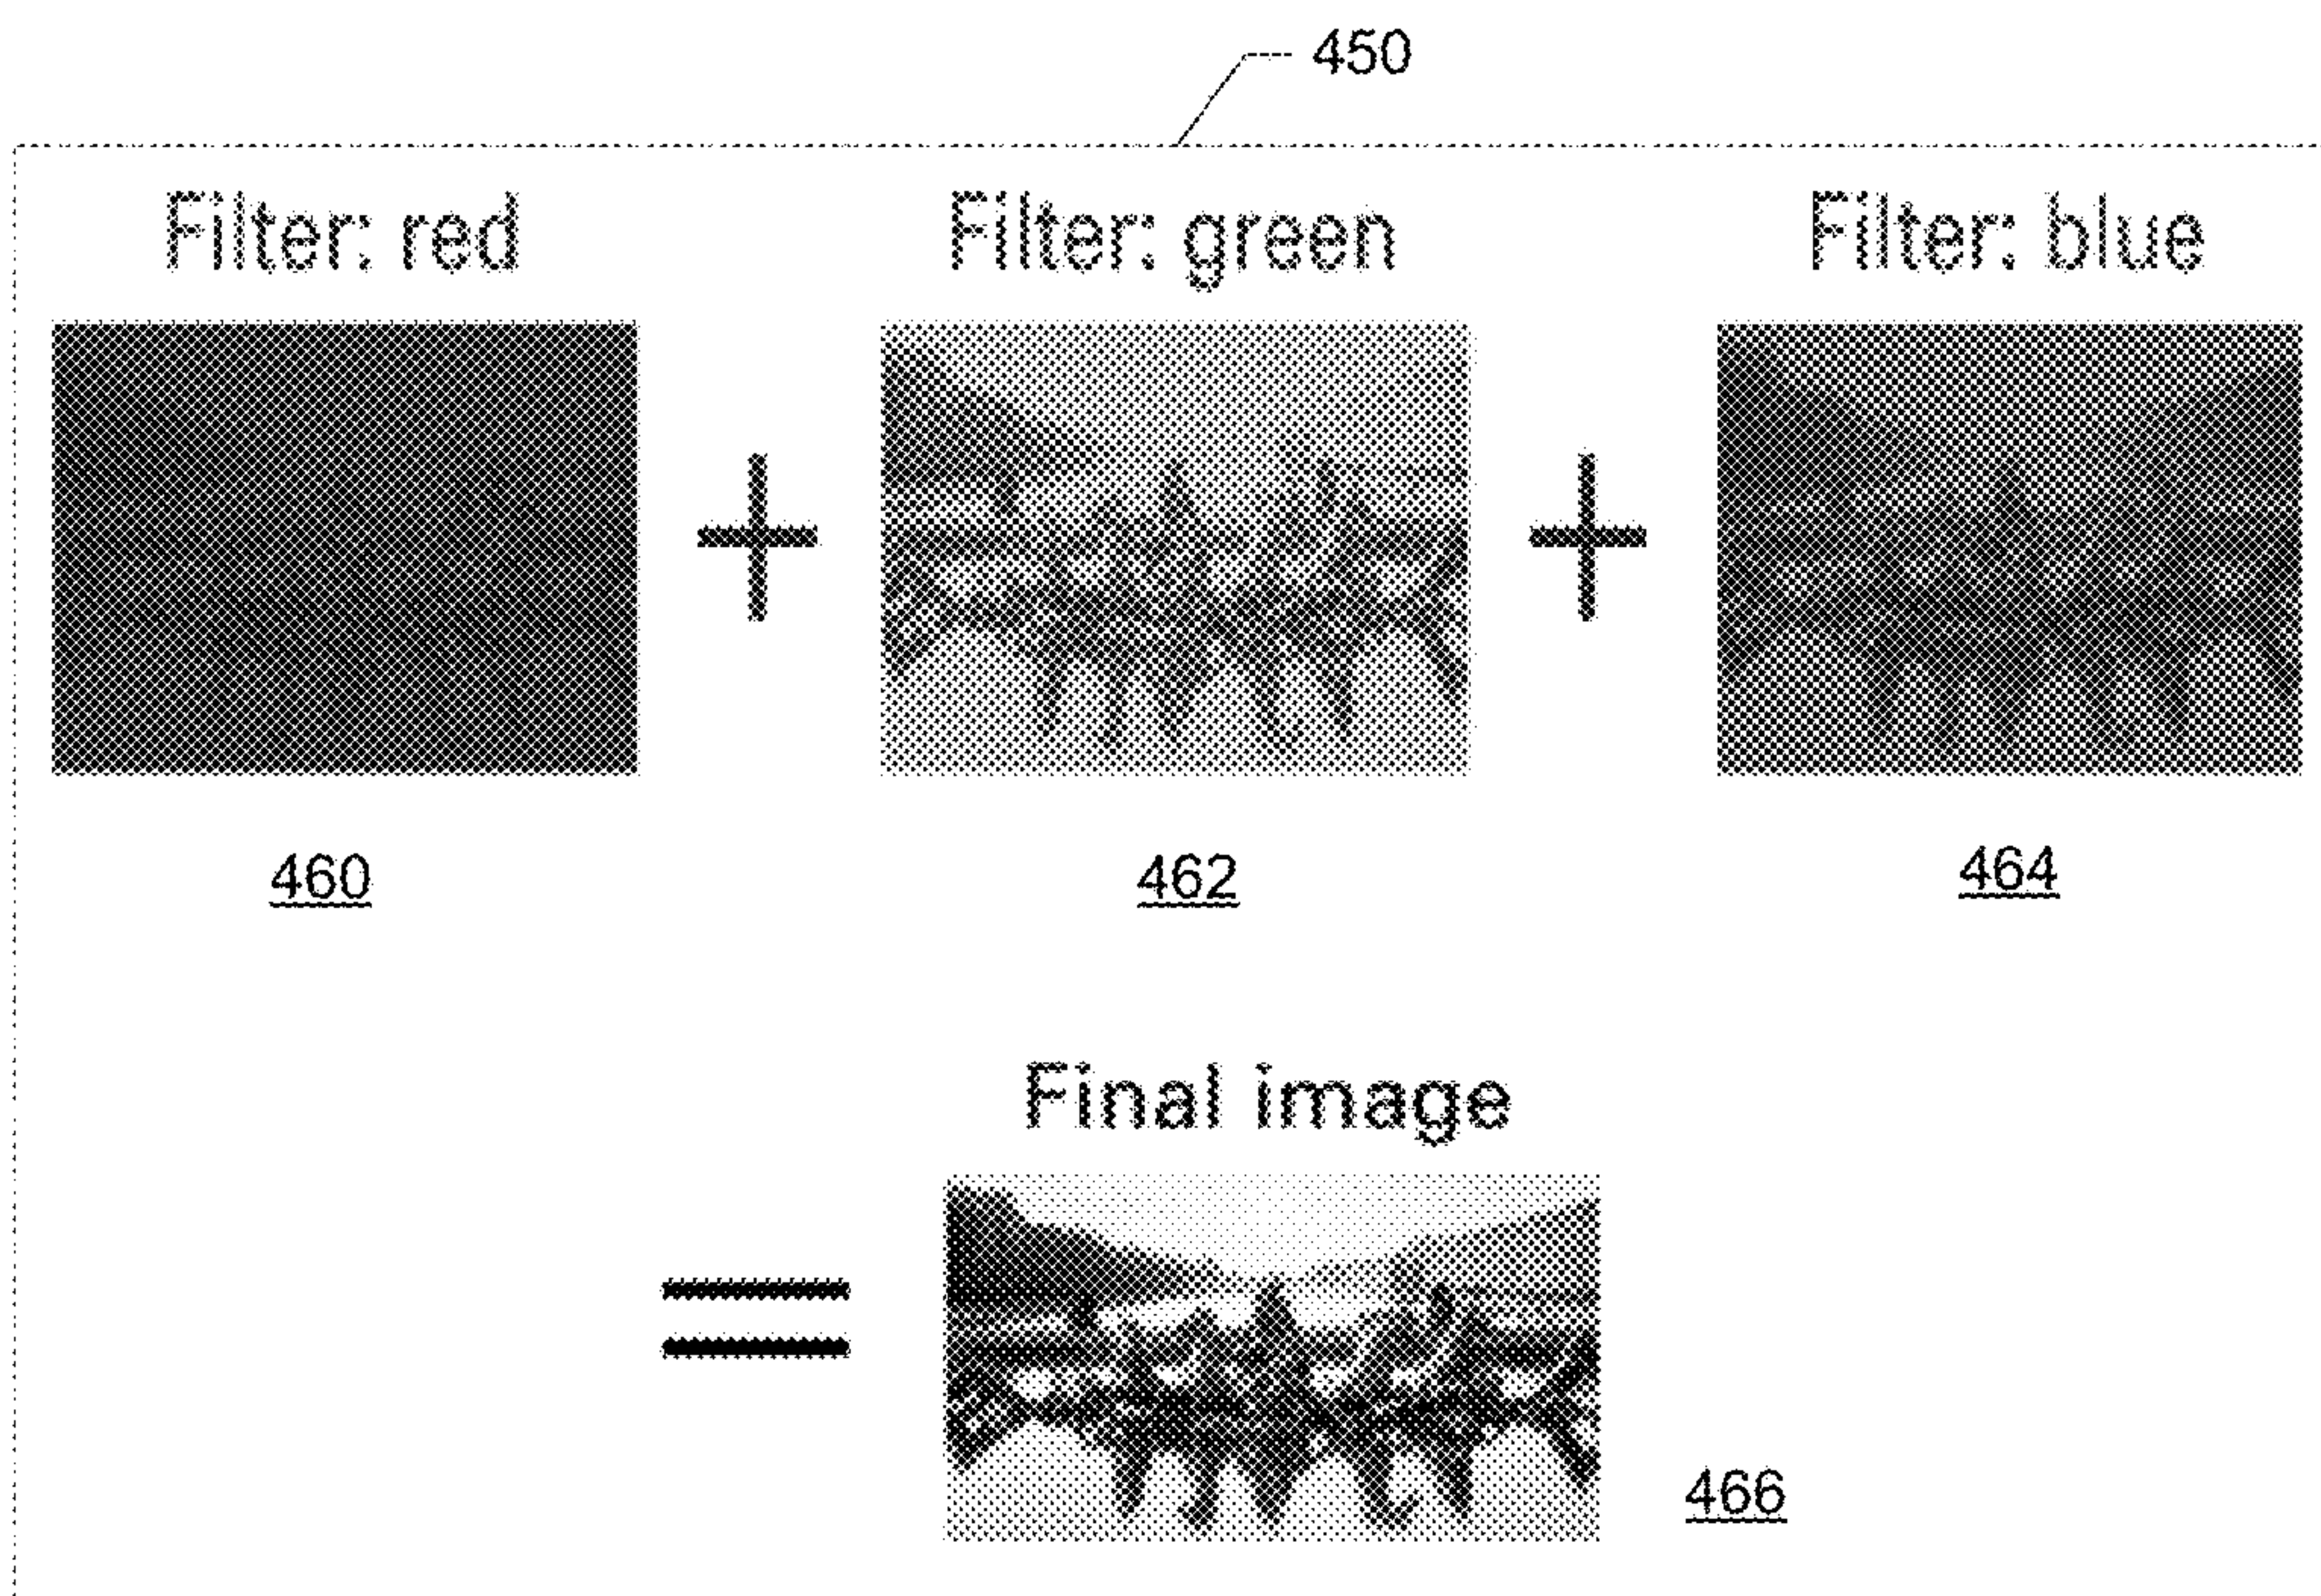 450
Filter: red
Filter: green
Filter: blue
+
+
460
462
464
Final image
=
466